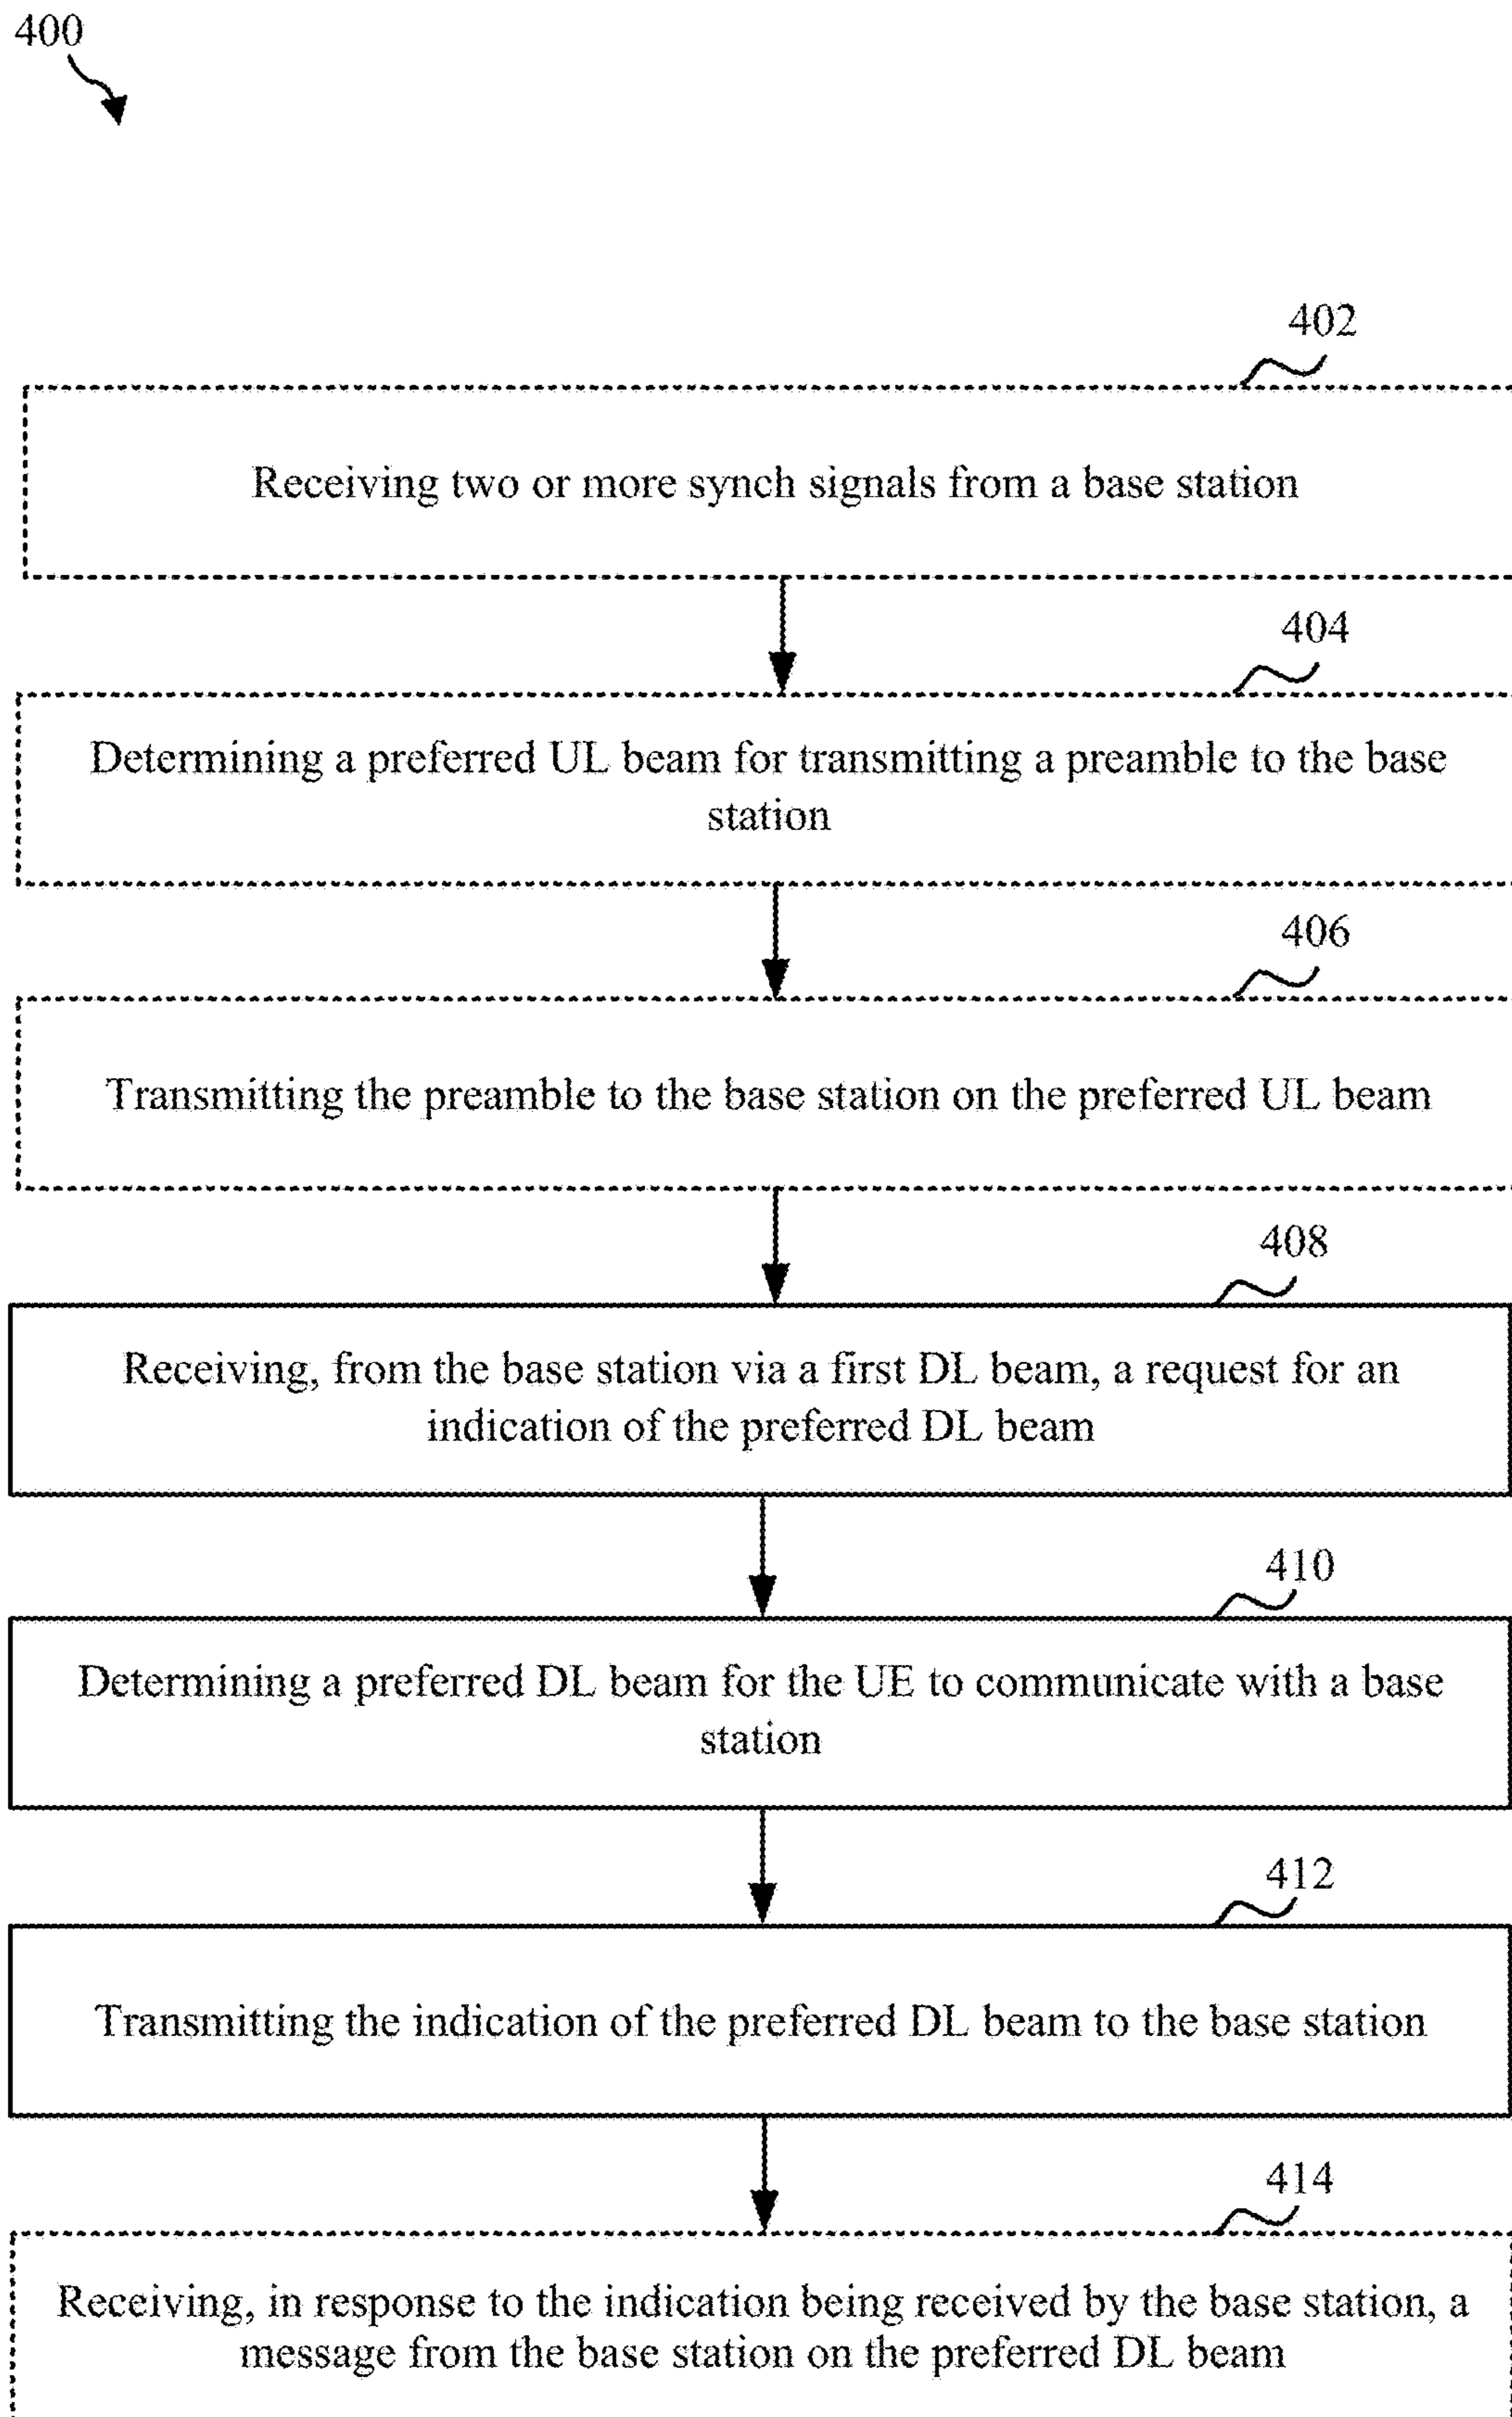 400
402
Receiving two or more synch signals from a base station
404
Determining a preferred UL beam for transmitting a preamble to the base
station
406
Transmitting the preamble to the base station on the preferred UL beam
408
Receiving, from the base station via a first DL beam, a request for an
indication of the preferred DL beam
410
Determining a preferred DL beam for the UE to communicate with a base
station
412
Transmitting the indication of the preferred DL beam to the base station
414
Receiving, in response to the indication being received by the base station, a
message from the base station on the preferred DL beam